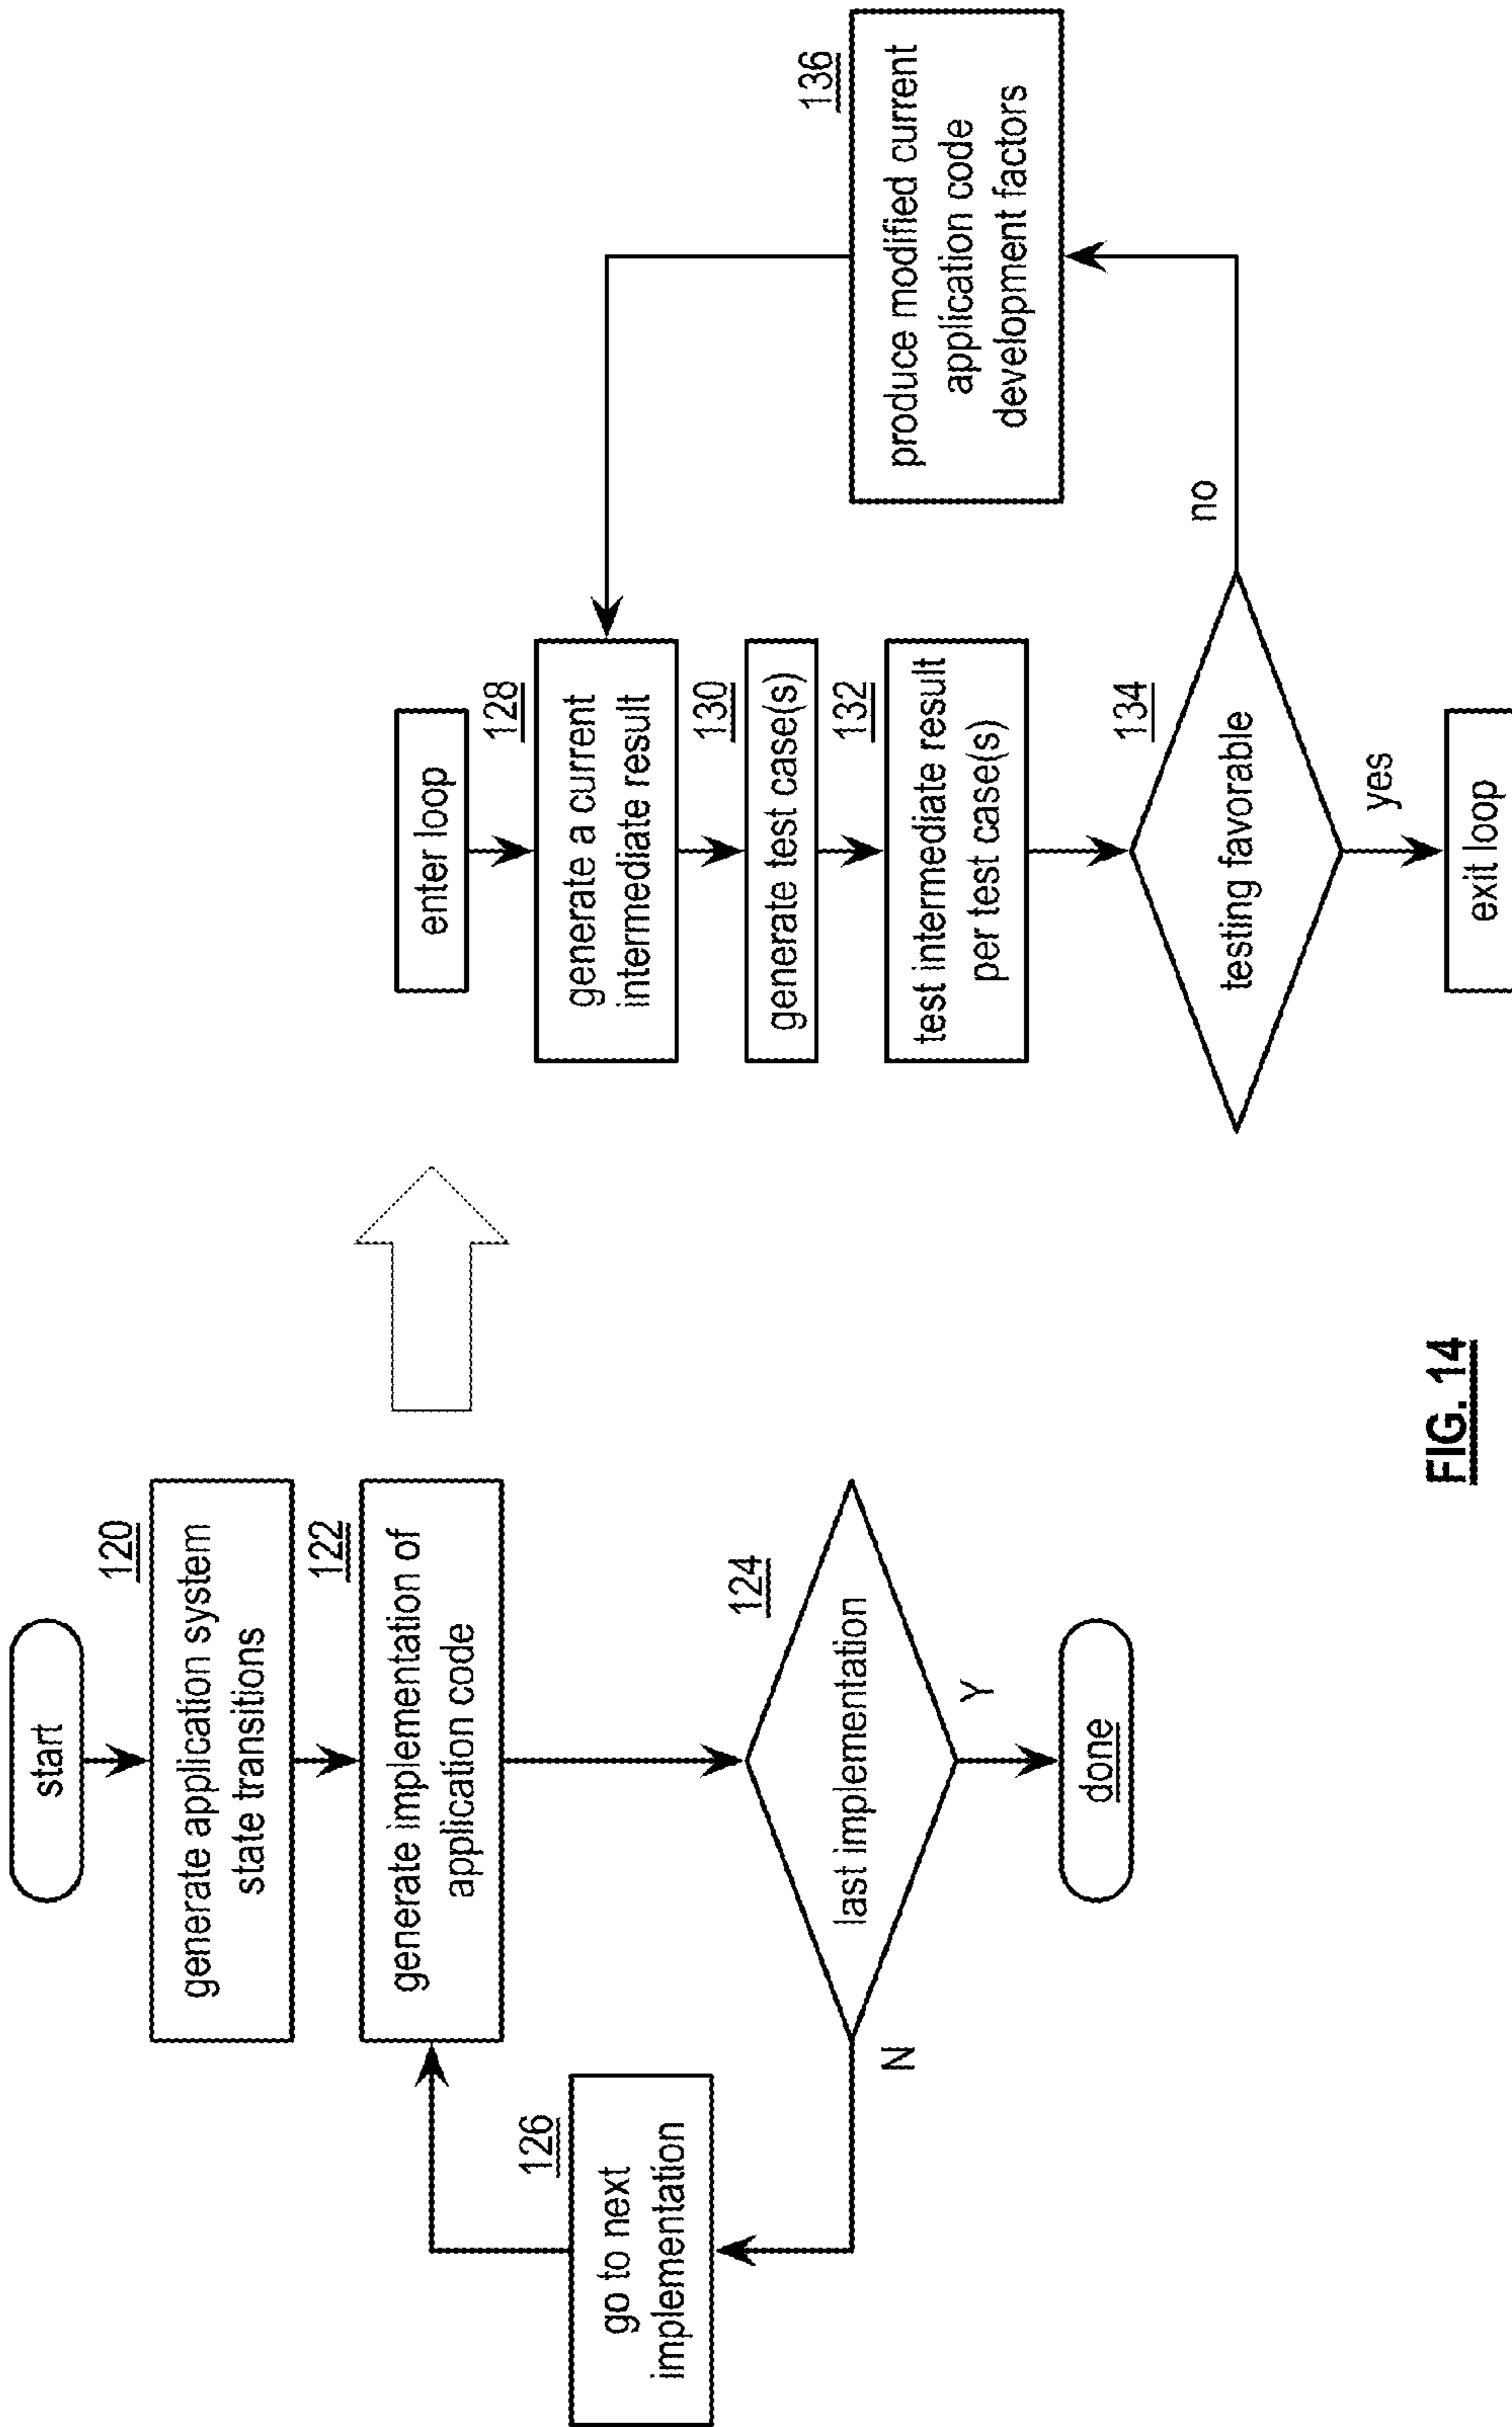 start
120
generate application system
state transitions
122
generate implementation of
application code
124
last implementation
N
Y
126
go to next
implementation
done
enter loop
128
generate a current
intermediate result
130
generate test case(s)
132
test intermediate result
per test case(s)
134
testing favorable
no
yes
136
produce modified current
application code
development factors
exit loop
FIG. 14